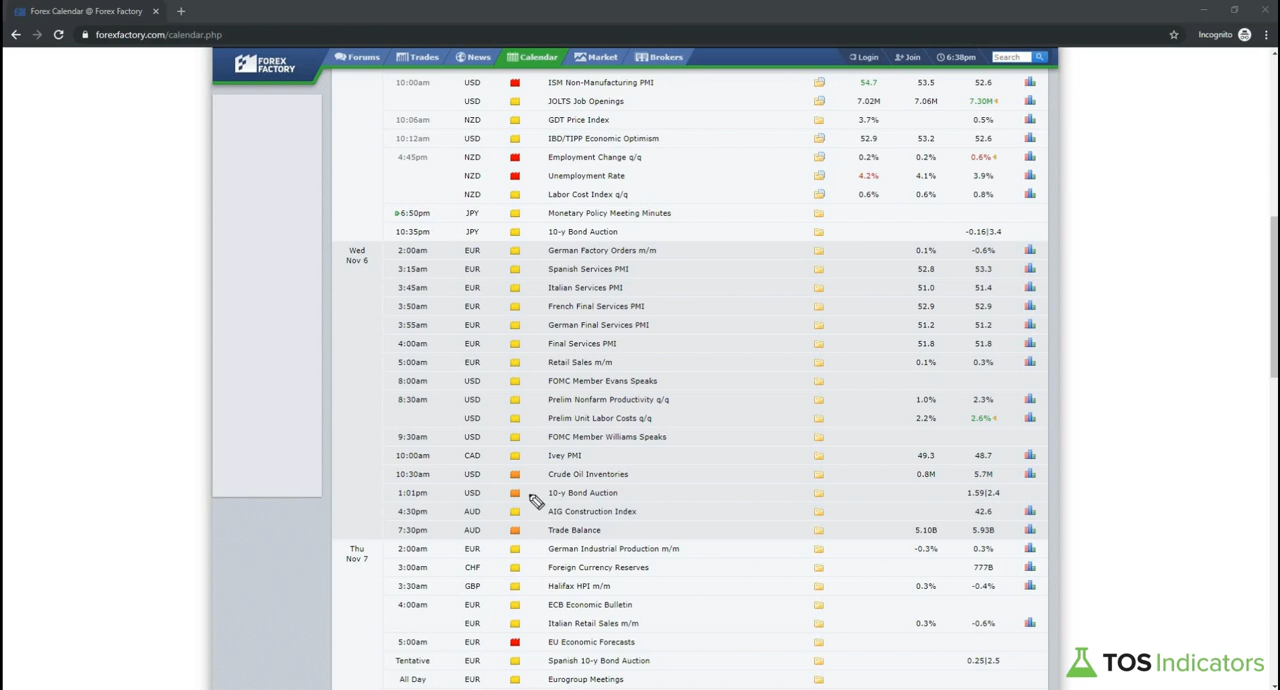 Forex Calendar @ Forex Factory
forexfactory.com/calendar.php
Incognito
FOREX FACTORY
Forums Trades News Calendar Market Brokers Login Join 6:38pm Search
10:00am USD ISM Non-Manufacturing PMI 54.7 53.5 52.6
USD JOLTS Job Openings 7.02M 7.06M 7.30M
10:06am NZD GDT Price Index 3.7% 0.5%
10:12am USD IBD/TIPP Economic Optimism 52.9 53.2 52.6
4:45pm NZD Employment Change q/q 0.2% 0.2% 0.6%
NZD Unemployment Rate 4.2% 4.1% 3.9%
NZD Labor Cost Index q/q 0.6% 0.6% 0.8%
6:50pm JPY Monetary Policy Meeting Minutes
10:35pm JPY 10-y Bond Auction -0.16|3.4
Wed Nov 6 2:00am EUR German Factory Orders m/m 0.1% -0.6%
3:15am EUR Spanish Services PMI 52.8 53.3
3:45am EUR Italian Services PMI 51.0 51.4
3:50am EUR French Final Services PMI 52.9 52.9
3:55am EUR German Final Services PMI 51.2 51.2
4:00am EUR Final Services PMI 51.8 51.8
5:00am EUR Retail Sales m/m 0.1% 0.3%
8:00am USD FOMC Member Evans Speaks
8:30am USD Prelim Nonfarm Productivity q/q 1.0% 2.3%
USD Prelim Unit Labor Costs q/q 2.2% 2.6%
9:30am USD FOMC Member Williams Speaks
10:00am CAD Ivey PMI 49.3 48.7
10:30am USD Crude Oil Inventories 0.8M 5.7M
1:01pm USD 10-y Bond Auction 1.59|2.4
4:30pm AUD AIG Construction Index 42.6
7:30pm AUD Trade Balance 5.10B 5.93B
Thu Nov 7 2:00am EUR German Industrial Production m/m -0.3% 0.3%
3:00am CHF Foreign Currency Reserves 777B
3:30am GBP Halifax HPI m/m 0.3% -0.4%
4:00am EUR ECB Economic Bulletin
EUR Italian Retail Sales m/m 0.3% -0.6%
5:00am EUR EU Economic Forecasts
Tentative EUR Spanish 10-y Bond Auction 0.25|2.5
All Day EUR Eurogroup Meetings
TOS Indicators